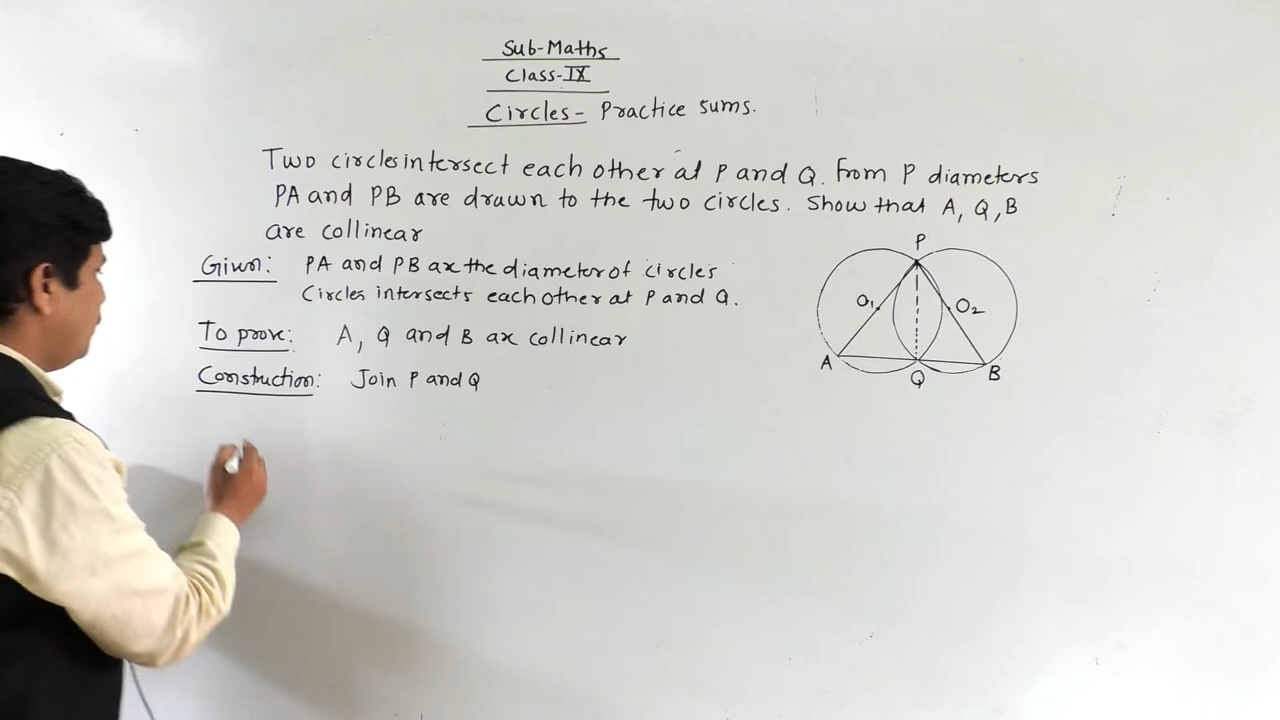 Sub-Maths
Class-IX
Circles- Practice sums.
Two circles intersect each other at P and Q. From P diameters
PA and PB are drawn to the two circles. Show that A, Q, B
are collinear
Given: PA and PB are the diameter of circles
Circles intersects each other at P and Q.
To prove: A, Q and B are collinear
Construction: Join P and Q
P
O1 O2
A Q B